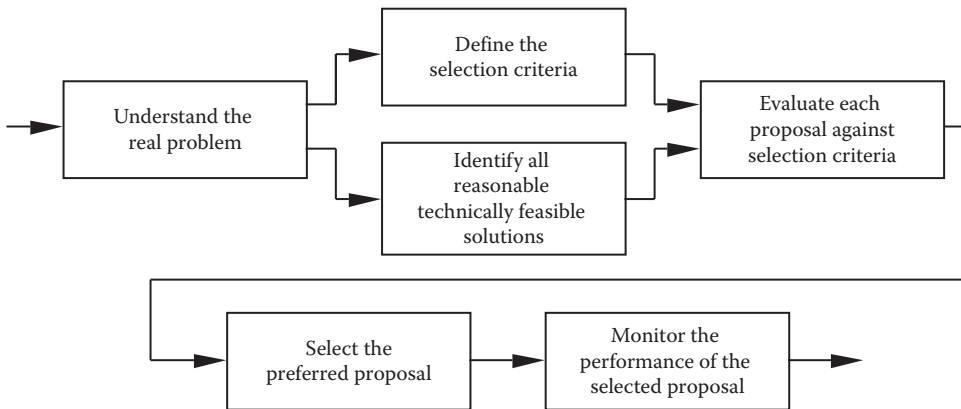 Understand the
real problem
Define the
selection criteria
Identify all
reasonable
technically feasible
solutions
Evaluate each
proposal against
selection criteria
Select the
preferred proposal
Monitor the
performance of the
selected proposal